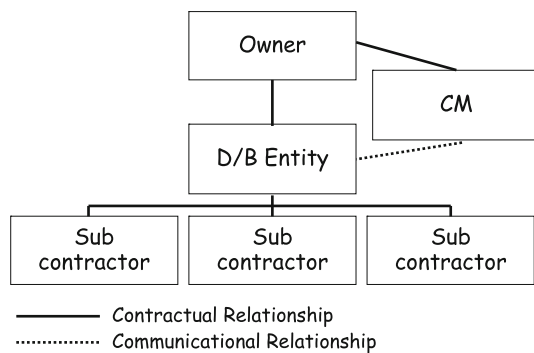 Owner
CM
D/B Entity
Sub
contractor
Sub
contractor
Sub
contractor
Contractual Relationship
Communicational Relationship